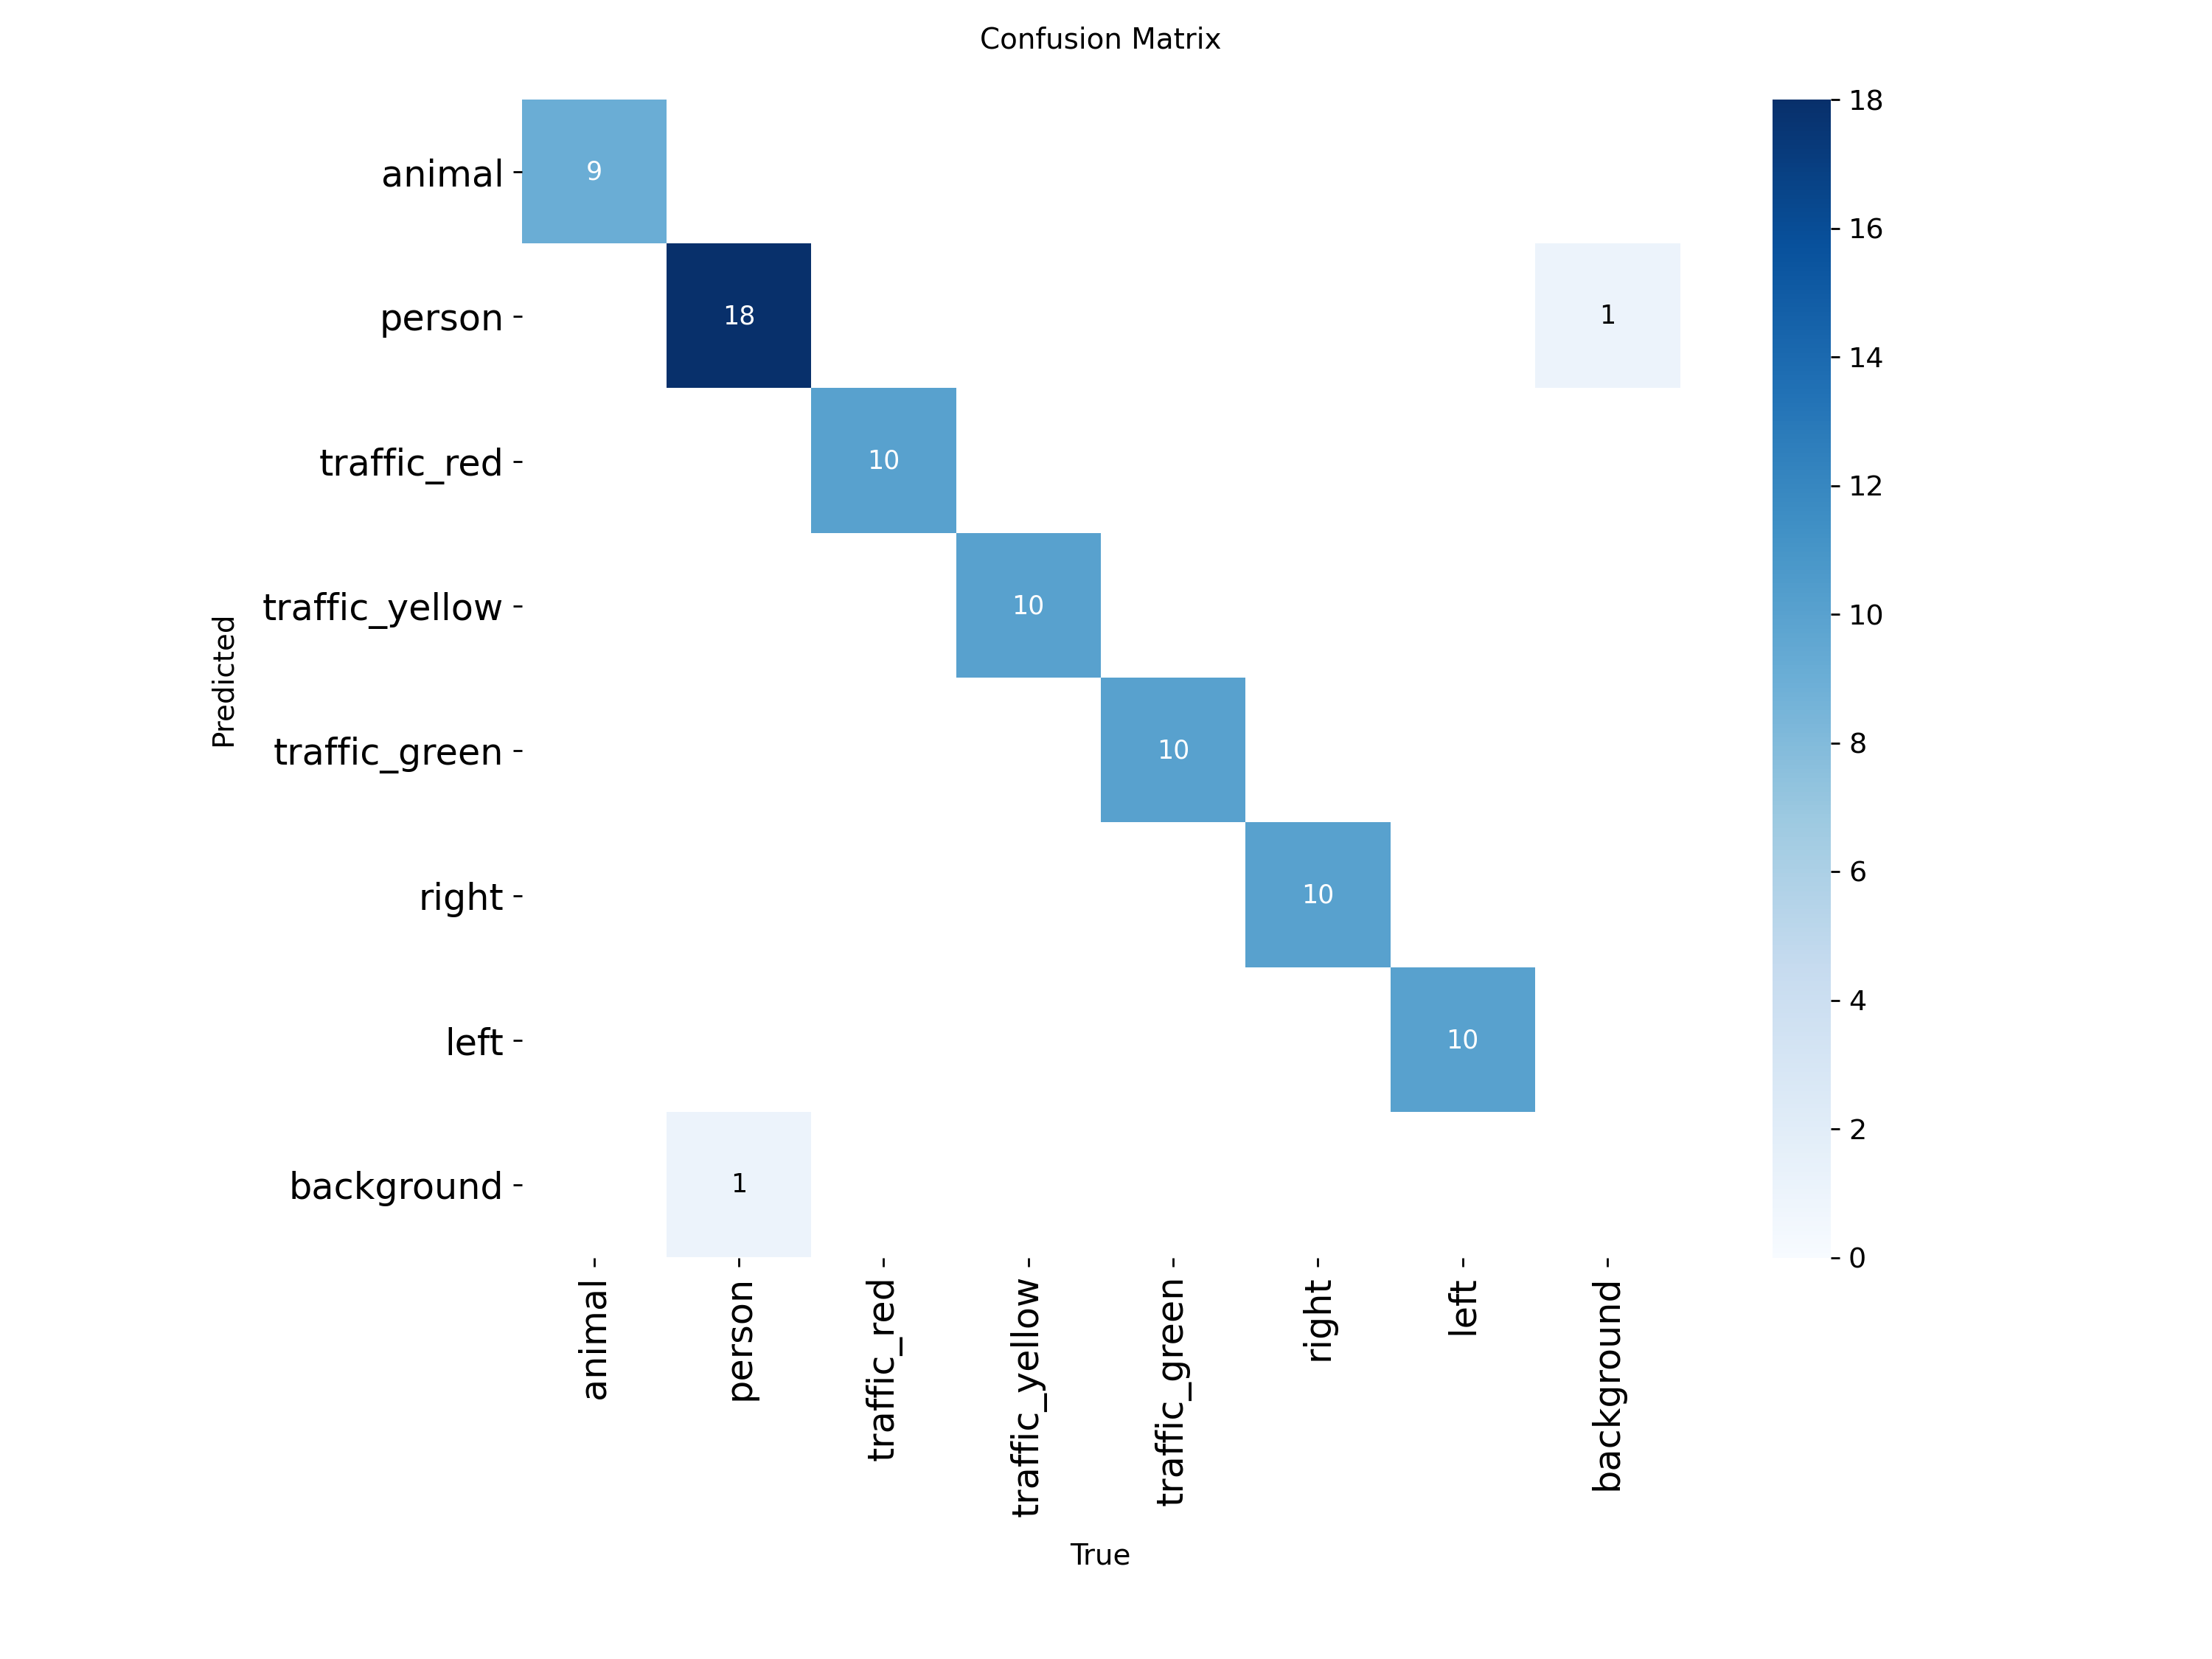 Confusion Matrix
animal
9
person
18
1
traffic_red
10
traffic_yellow
10
traffic_green
10
right
10
left
10
background
1
Predicted
animal
person
traffic_red
traffic_yellow
traffic_green
right
left
background
True
18
16
14
12
10
8
6
4
2
0